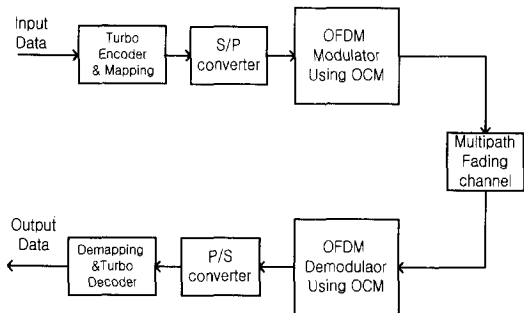 Input
Data
Turbo
Encoder
& Mapping
S/P
converter
OFDM
Modulator
Using OCM
Multipath
Fading
channel
Output
Data
Demapping
&Turbo
Decoder
P/S
converter
OFDM
Demodulaor
Using OCM